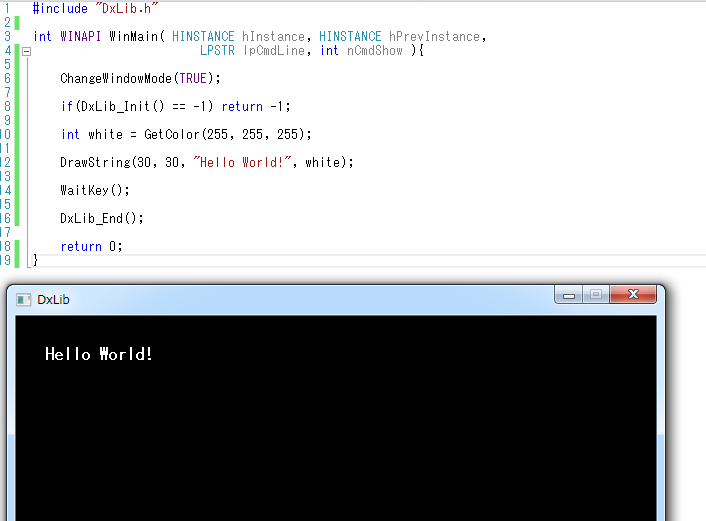 1 #include "DxLib.h"
2
3 int WINAPI WinMain( HINSTANCE hInstance, HINSTANCE hPrevInstance,
4 LPSTR lpCmdLine, int nCmdShow ){
5
6 ChangeWindowMode(TRUE);
7
8 if(DxLib_Init() == -1) return -1;
9
10 int white = GetColor(255, 255, 255);
11
12 DrawString(30, 30, "Hello World!", white);
13
14 WaitKey();
15
16 DxLib_End();
17
18 return 0;
19 }
DxLib
Hello World!